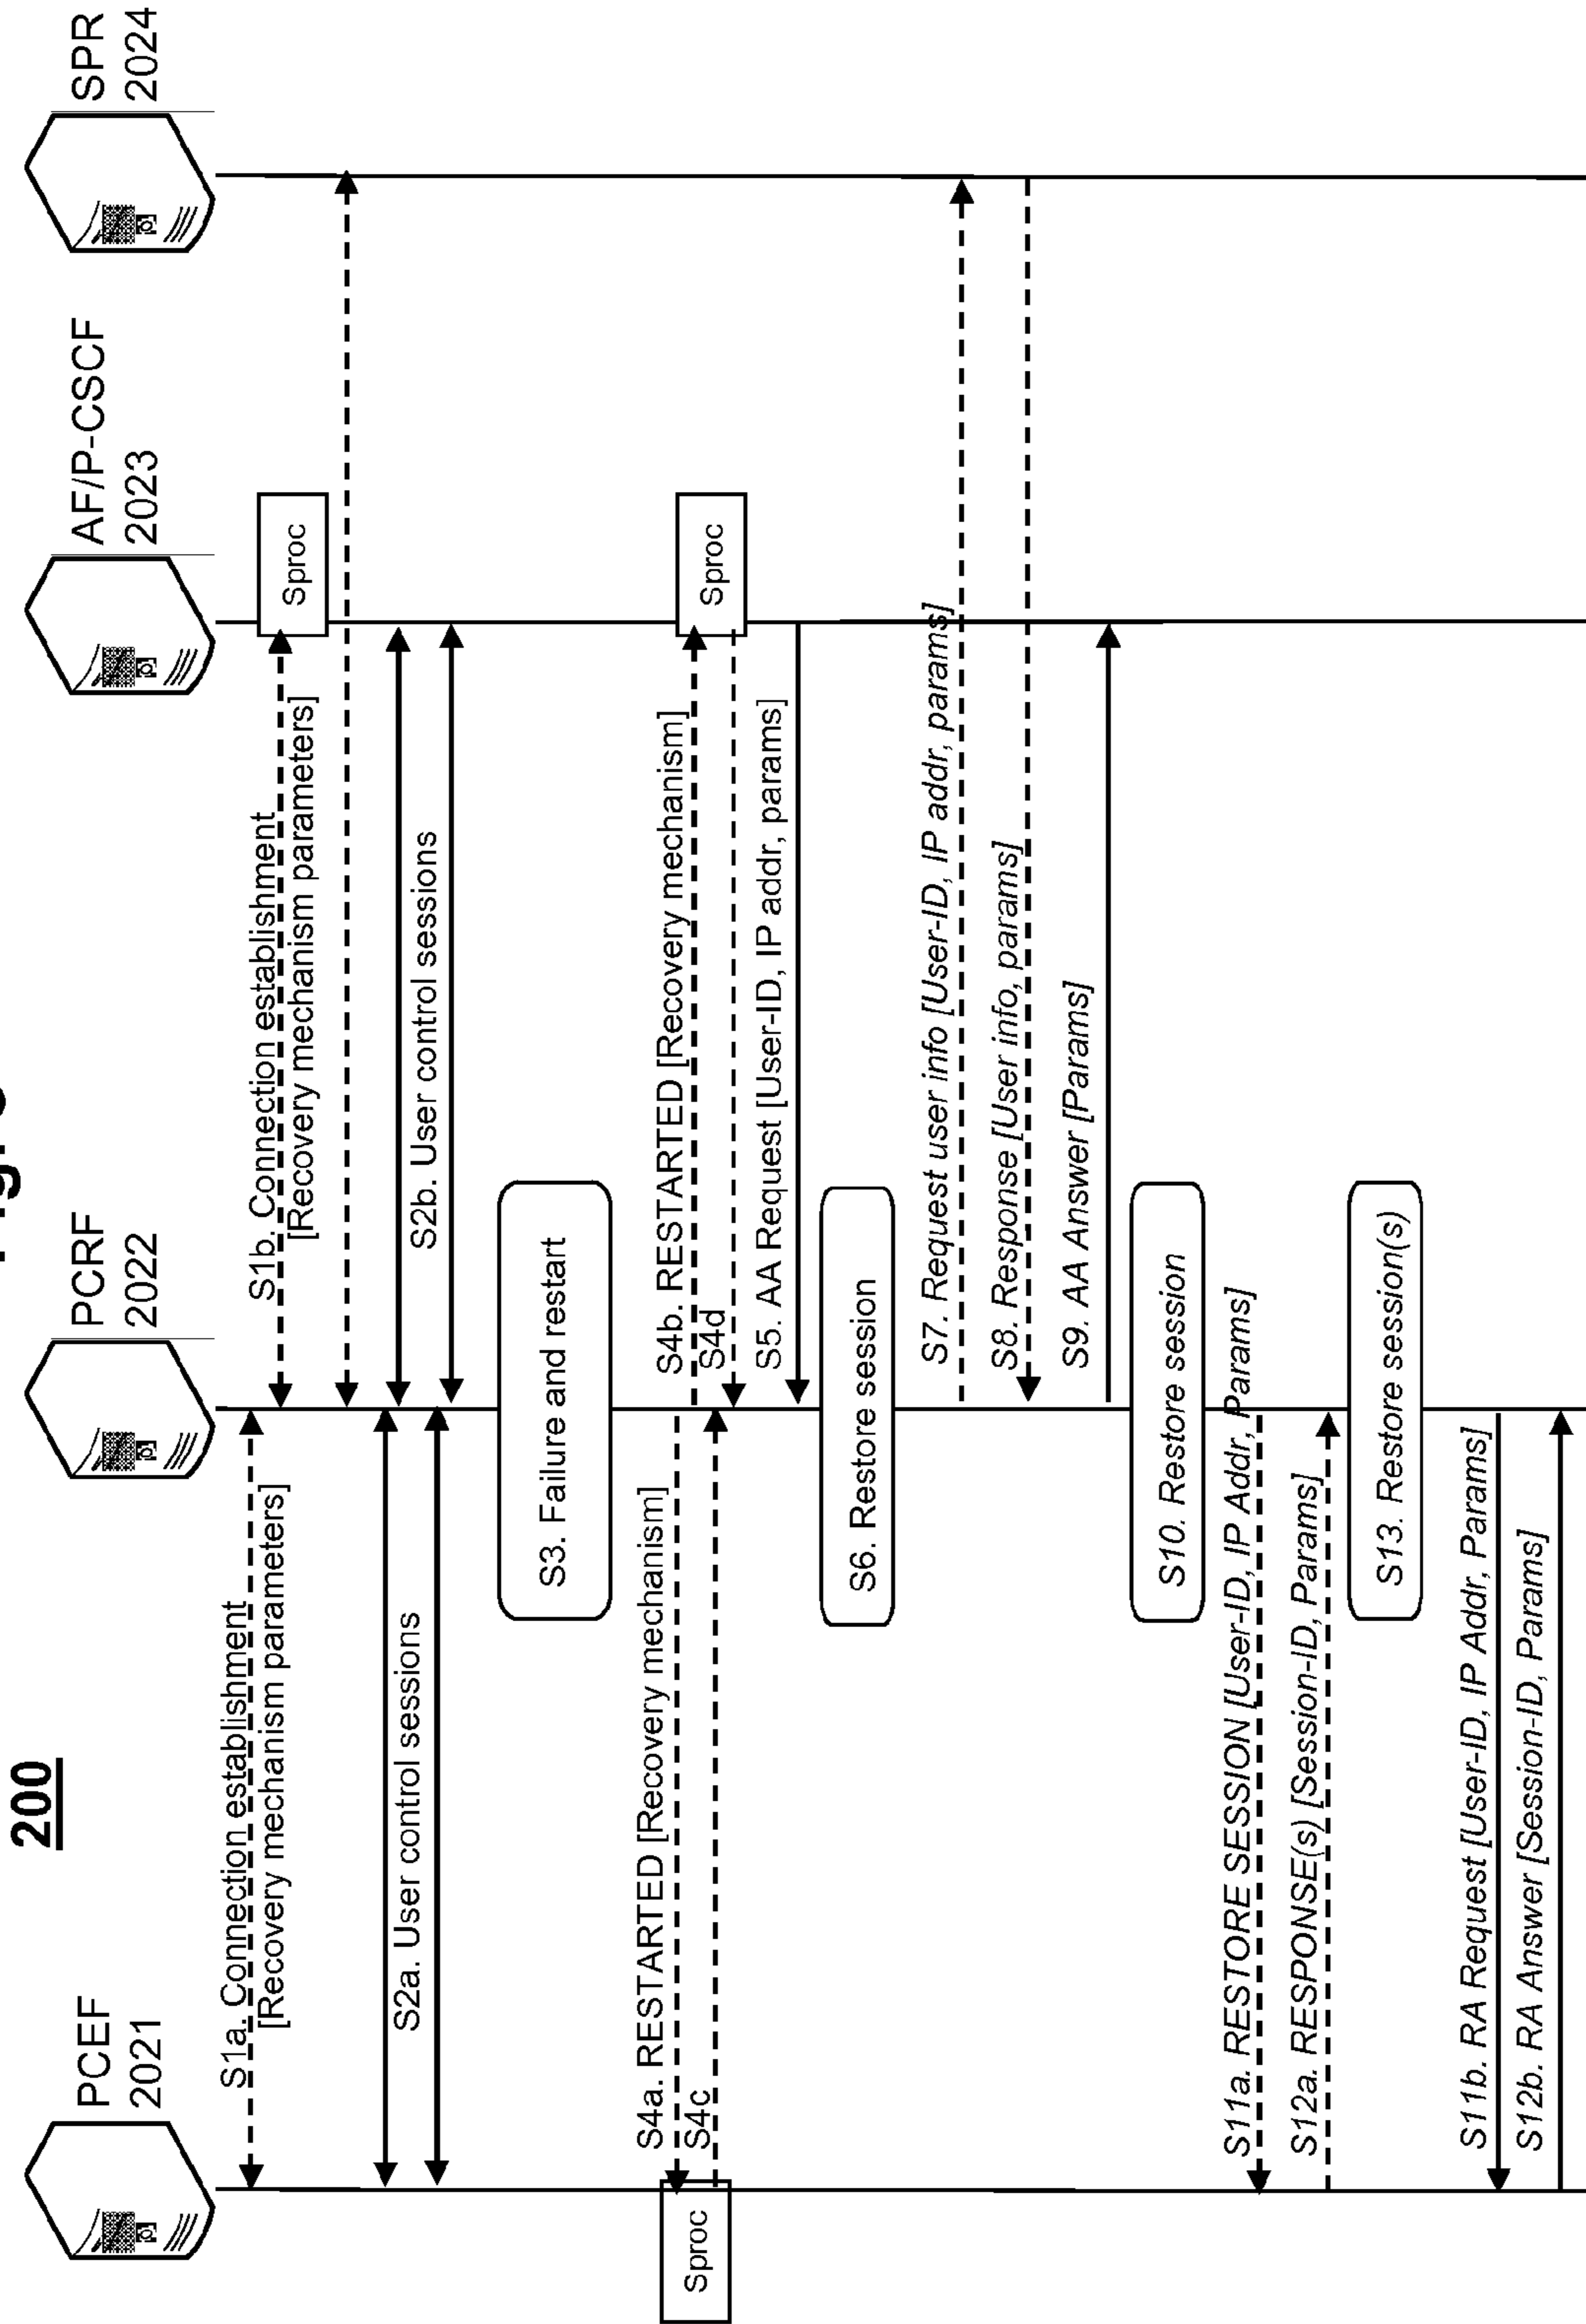 200
PCEF
2021
PCRF
2022
AF/P-CSCF
2023
SPR
2024
S1a. Connection establishment
[Recovery mechanism parameters]
S1b. Connection establishment
[Recovery mechanism parameters]
Sproc
S2a. User control sessions
S2b. User control sessions
S3. Failure and restart
S4a. RESTARTED [Recovery mechanism]
S4c
Sproc
S4b. RESTARTED [Recovery mechanism]
S4d
Sproc
S5. AA Request [User-ID, IP addr, params]
S6. Restore session
S7. Request user info [User-ID, IP addr, params]
S8. Response [User info, params]
S9. AA Answer [Params]
S10. Restore session
S11a. RESTORE SESSION [User-ID, IP Addr, Params]
S12a. RESPONSE(s) [Session-ID, Params]
S13. Restore session(s)
S11b. RA Request [User-ID, IP Addr, Params]
S12b. RA Answer [Session-ID, Params]